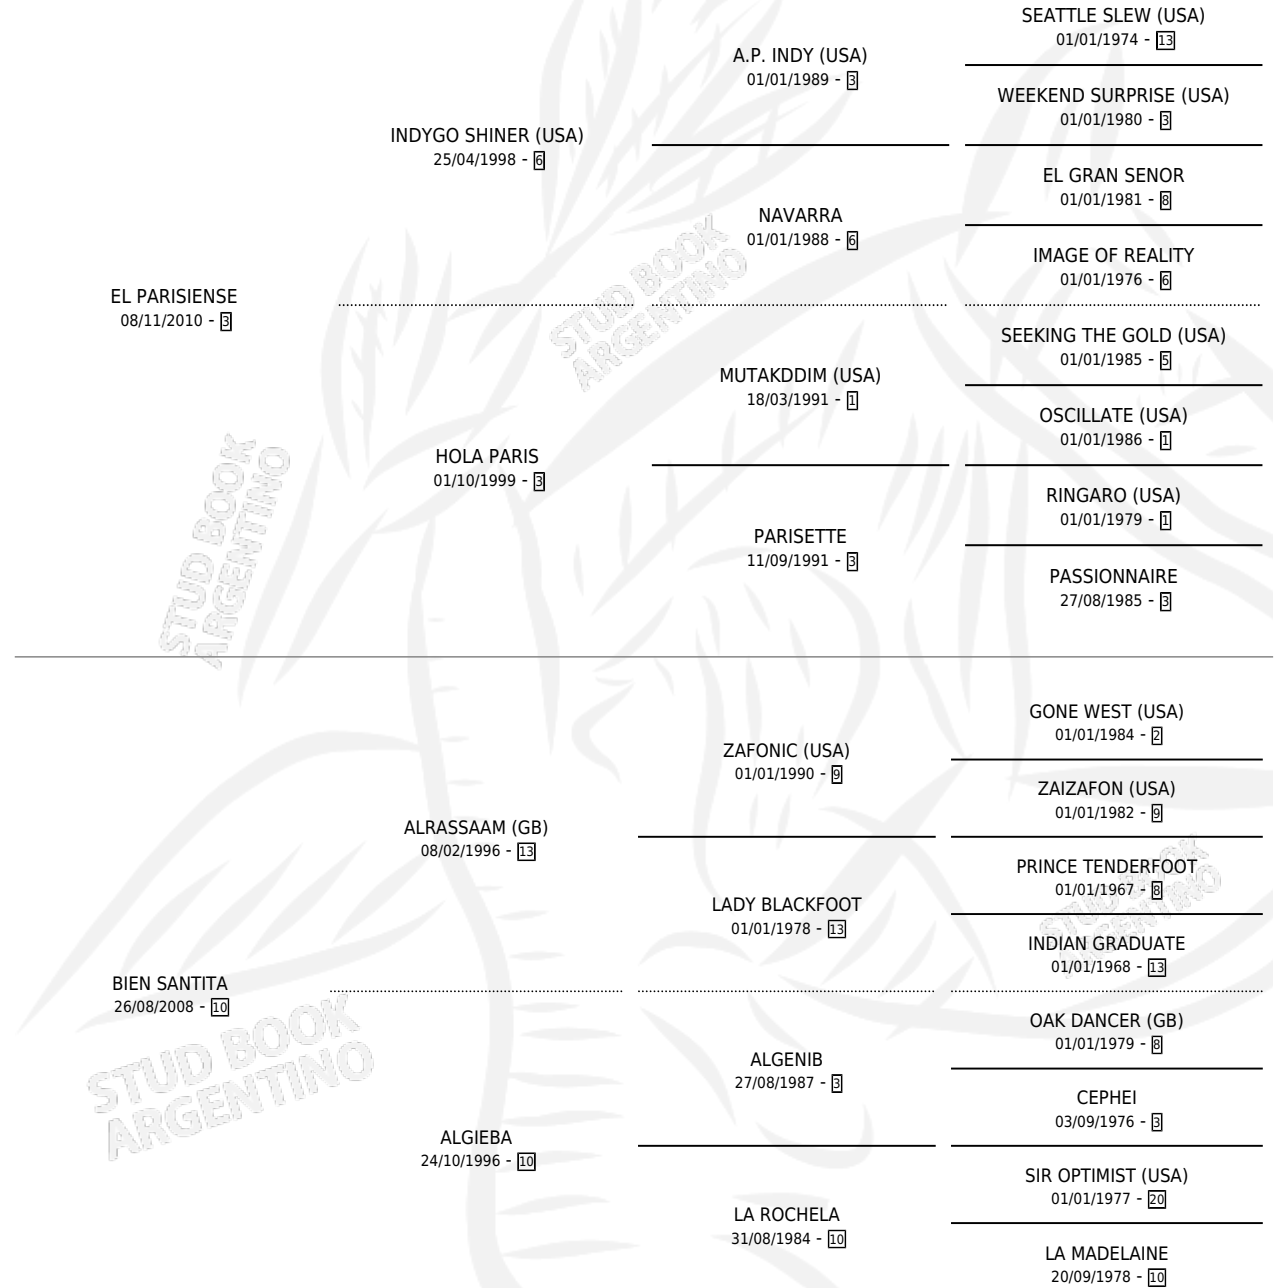 SEATTLE SLEW (USA)
01/01/1974 - 13
A.P. INDY (USA)
01/01/1989 - 3
WEEKEND SURPRISE (USA)
01/01/1980 - 3
INDYGO SHINER (USA)
25/04/1998 - 6
EL GRAN SENOR
01/01/1981 - 8
NAVARRA
01/01/1988 - 6
IMAGE OF REALITY
01/01/1976 - 6
EL PARISIENSE
08/11/2010 - 3
SEEKING THE GOLD (USA)
01/01/1985 - 5
MUTAKDDIM (USA)
18/03/1991 - 1
OSCILLATE (USA)
01/01/1986 - 1
HOLA PARIS
01/10/1999 - 3
RINGARO (USA)
01/01/1979 - 1
PARISETTE
11/09/1991 - 3
PASSIONNAIRE
27/08/1985 - 3
STUD BOOK
ARGENTINO
STUD BOOK
ARGENTINO
GONE WEST (USA)
01/01/1984 - 2
ZAFONIC (USA)
01/01/1990 - 9
ZAIZAFON (USA)
01/01/1982 - 9
ALRASSAAM (GB)
08/02/1996 - 13
PRINCE TENDERFOOT
01/01/1967 - 8
LADY BLACKFOOT
01/01/1978 - 13
INDIAN GRADUATE
01/01/1968 - 13
BIEN SANTITA
26/08/2008 - 10
OAK DANCER (GB)
01/01/1979 - 8
ALGENIB
27/08/1987 - 3
CEPHEI
03/09/1976 - 3
ALGIEBA
24/10/1996 - 10
SIR OPTIMIST (USA)
01/01/1977 - 20
LA ROCHELA
31/08/1984 - 10
LA MADELAINE
20/09/1978 - 10
STUD BOOK
ARGENTINO
STUD BOOK
ARGENTINO